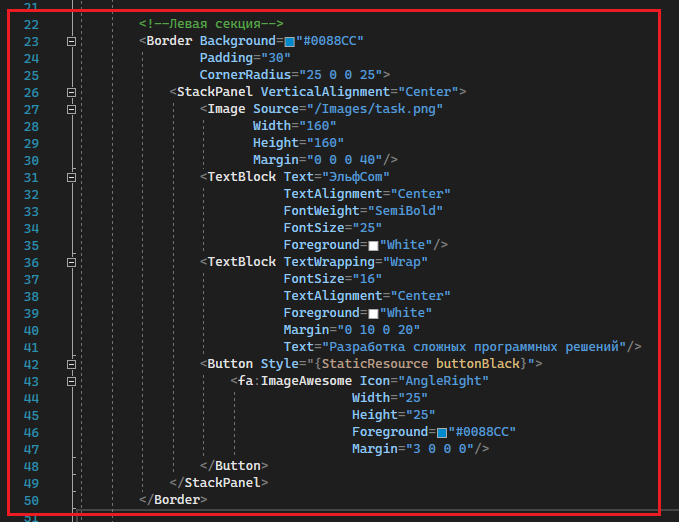 21
22 <!--Левая секция-->
23 <Border Background="#0088CC"
24 Padding="30"
25 CornerRadius="25 0 0 25">
26 <StackPanel VerticalAlignment="Center">
27 <Image Source="/Images/task.png"
28 Width="160"
29 Height="160"
30 Margin="0 0 0 40"/>
31 <TextBlock Text="ЭльфСом"
32 TextAlignment="Center"
33 FontWeight="SemiBold"
34 FontSize="25"
35 Foreground="White"/>
36 <TextBlock TextWrapping="Wrap"
37 FontSize="16"
38 TextAlignment="Center"
39 Foreground="White"
40 Margin="0 10 0 20"
41 Text="Разработка сложных программных решений"/>
42 <Button Style="{StaticResource buttonBlack}">
43 <fa:ImageAwesome Icon="AngleRight"
44 Width="25"
45 Height="25"
46 Foreground="#0088CC"
47 Margin="3 0 0 0"/>
48 </Button>
49 </StackPanel>
50 </Border>
51